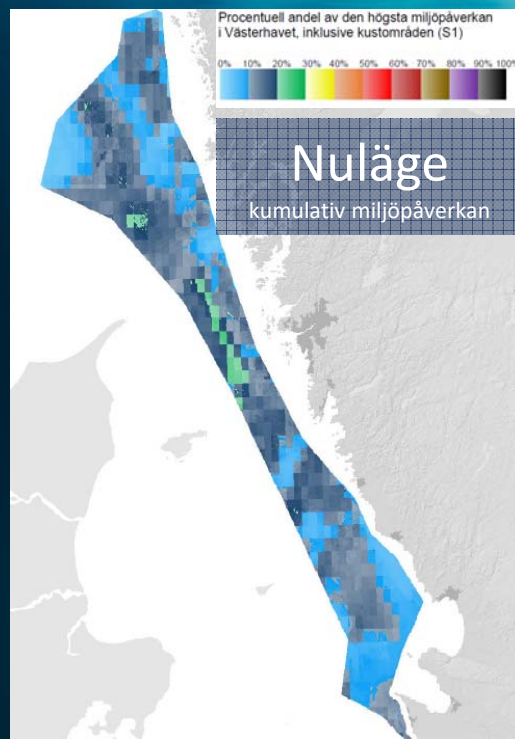 Procentuell andel av den högsta miljöpåverkan
i Västerhavet, inklusive kustområden (S1)
0% 10% 20% 30% 40% 50% 60% 70% 80% 90% 100%
Nuläge
kumulativ miljöpåverkan